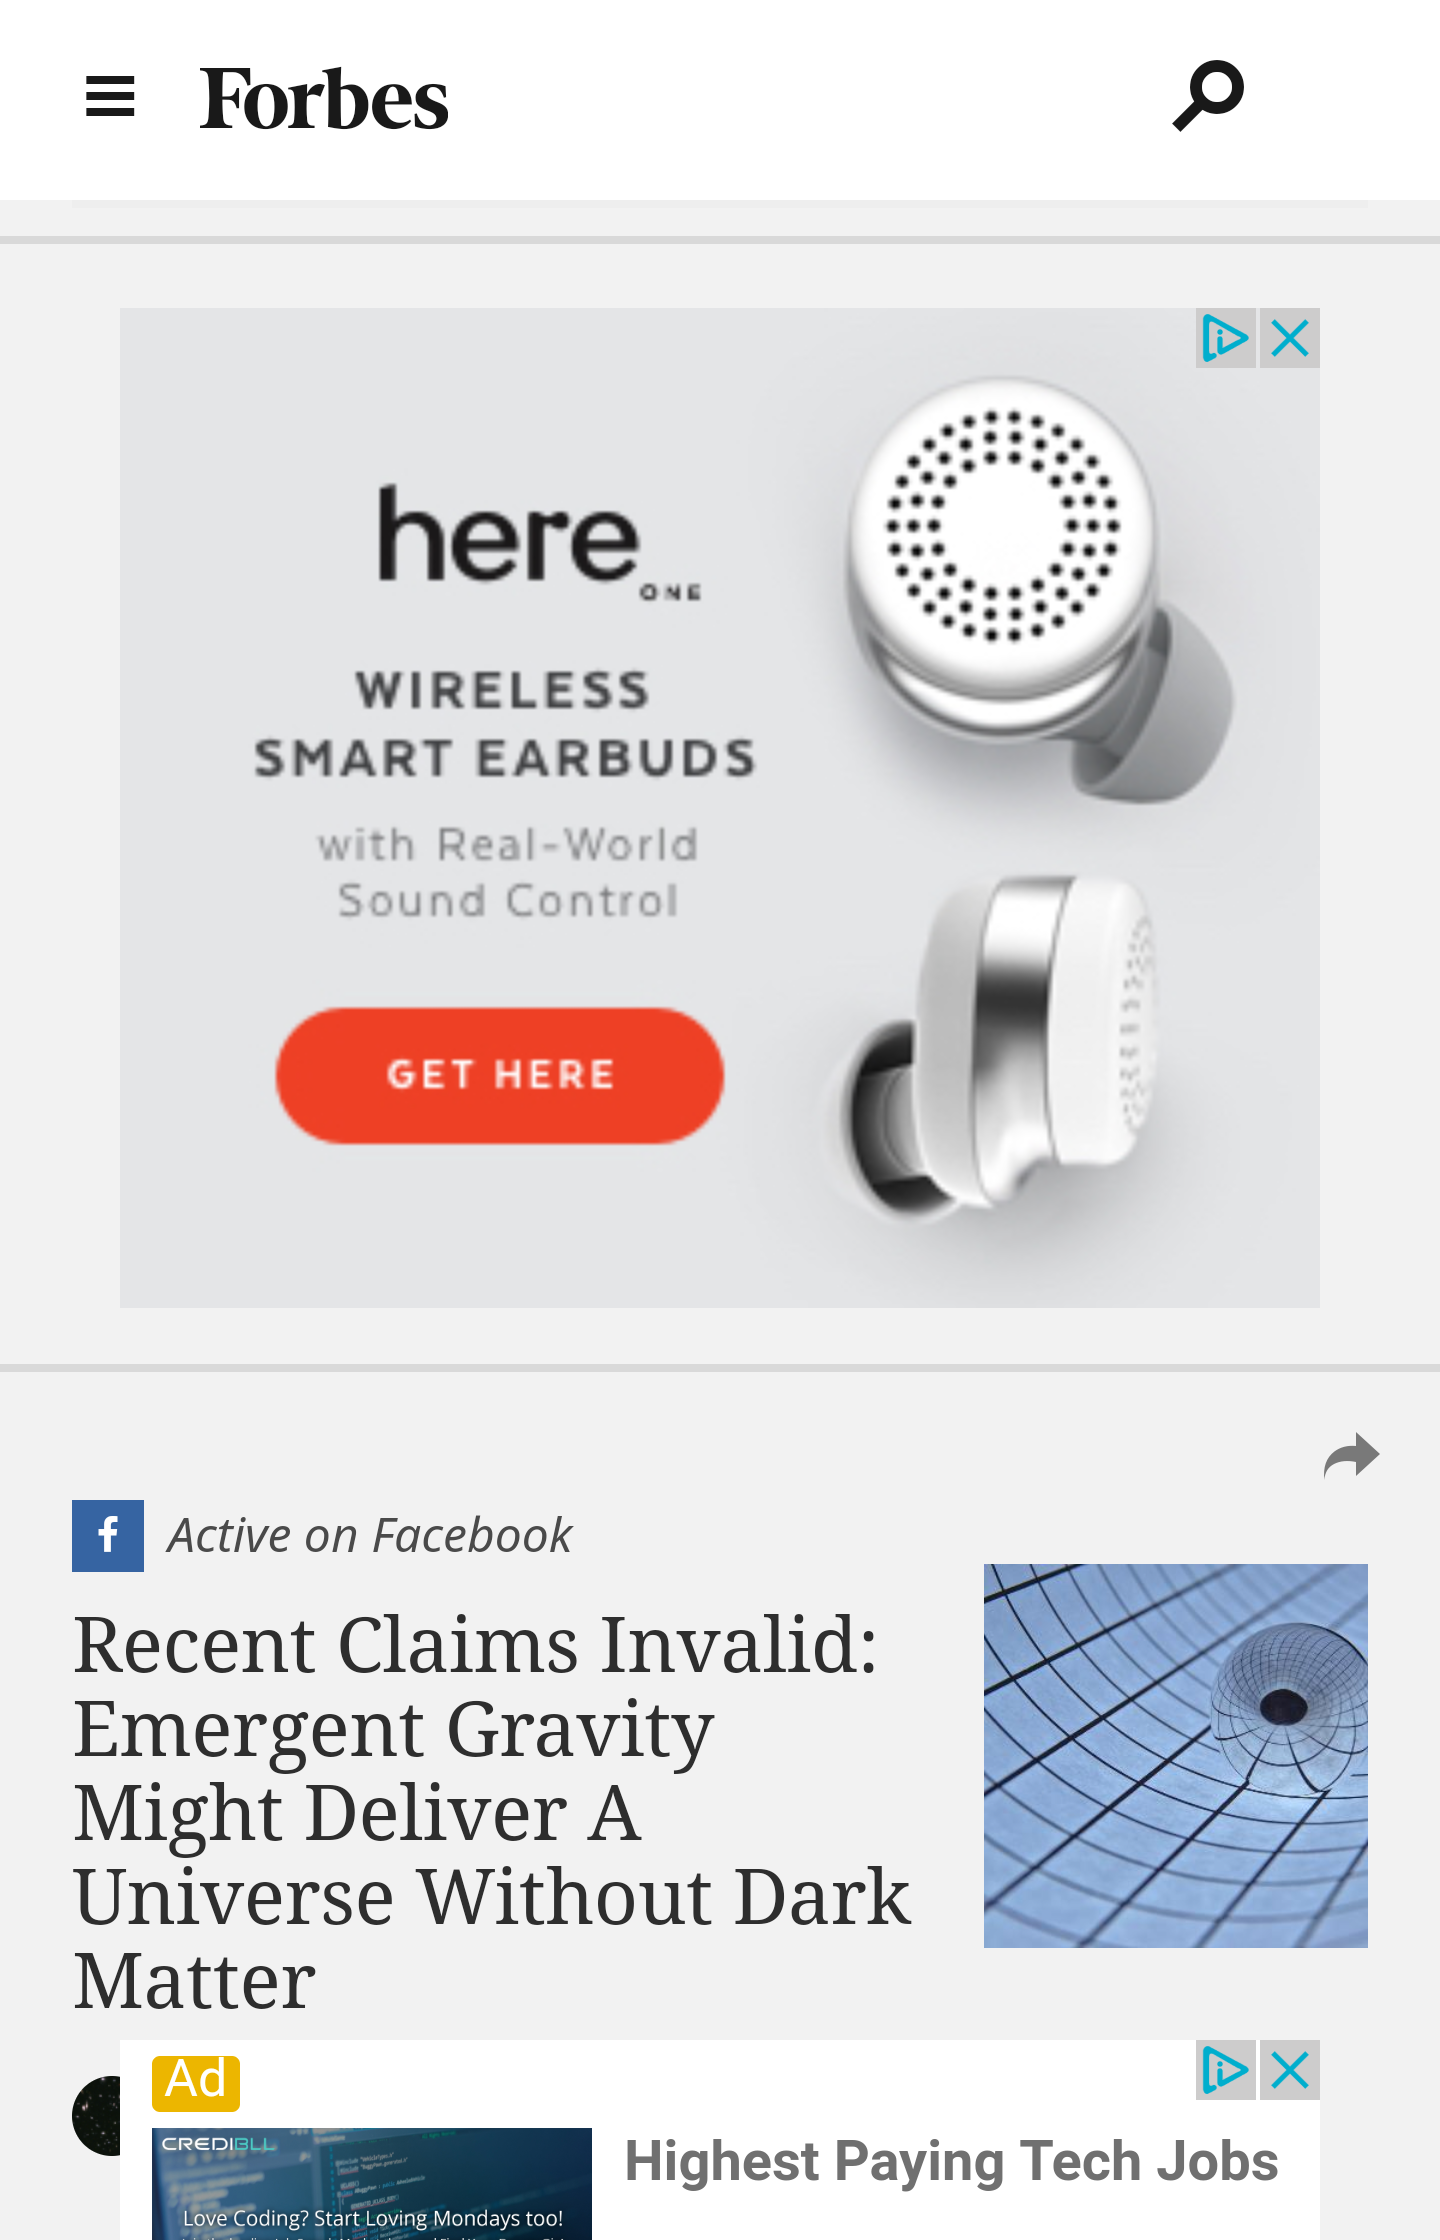 Forbes
here
ONE
WIRELESS
SMART EARBUDS
with Real-World
Sound Control
GET HERE
f Active on Facebook
Recent Claims Invalid:
Emergent Gravity
Might Deliver A
Universe Without Dark
Matter
Ad
CREDIBLL
Highest Paying Tech Jobs
Love Coding? Start Loving Mondays too!